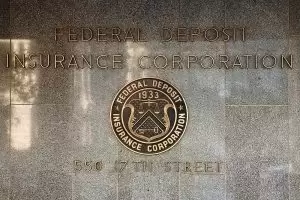 FEDERAL DEPOSIT
INSURANCE CORPORATION
FEDERAL DEPOSIT
1933
INSURANCE CORPORATION
550 17TH STREET